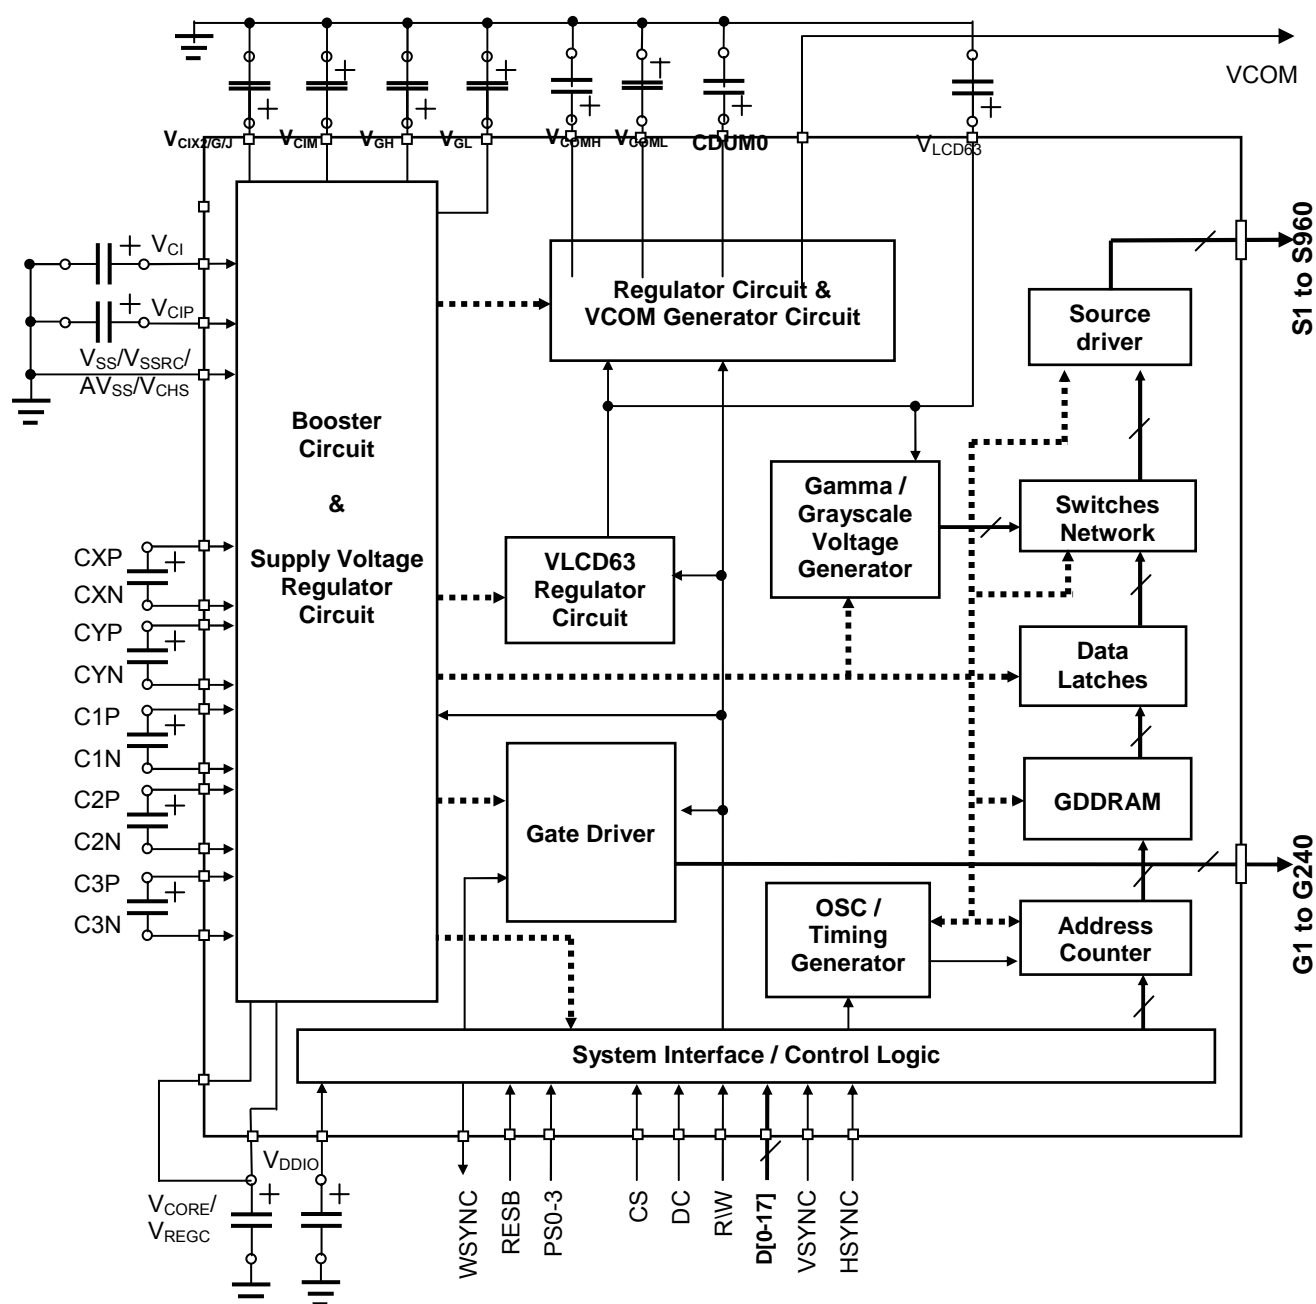 VCOM
VCIX2/G/J
VCIM
VGH
VGL
VCOMH
VCOML
CDUM0
VLCD63
S1 to S960
VCI
VCIP
VSS/VSSRC/
AVSS/VCHS
Regulator Circuit &
VCOM Generator Circuit
Source
driver
Booster
Circuit
&
Supply Voltage
Regulator
Circuit
Gamma /
Grayscale
Voltage
Generator
Switches
Network
CXP
CXN
VLCD63
Regulator
Circuit
CYP
CYN
Data
Latches
C1P
C1N
C2P
C2N
Gate Driver
GDDRAM
C3P
C3N
OSC /
Timing
Generator
Address
Counter
G1 to G240
System Interface / Control Logic
VDDIO
VCORE/
VREGC
WSYNC
RESB
PS0-3
CS
DC
R\W
D[0-17]
VSYNC
HSYNC